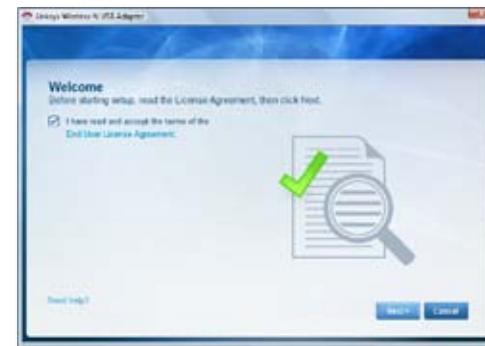 Linksys Wireless-N USB Adapter
Welcome
Before starting setup, read the License Agreement, then click Next.
I have read and accept the terms of the
End User License Agreement.
Need help?
Next
Cancel